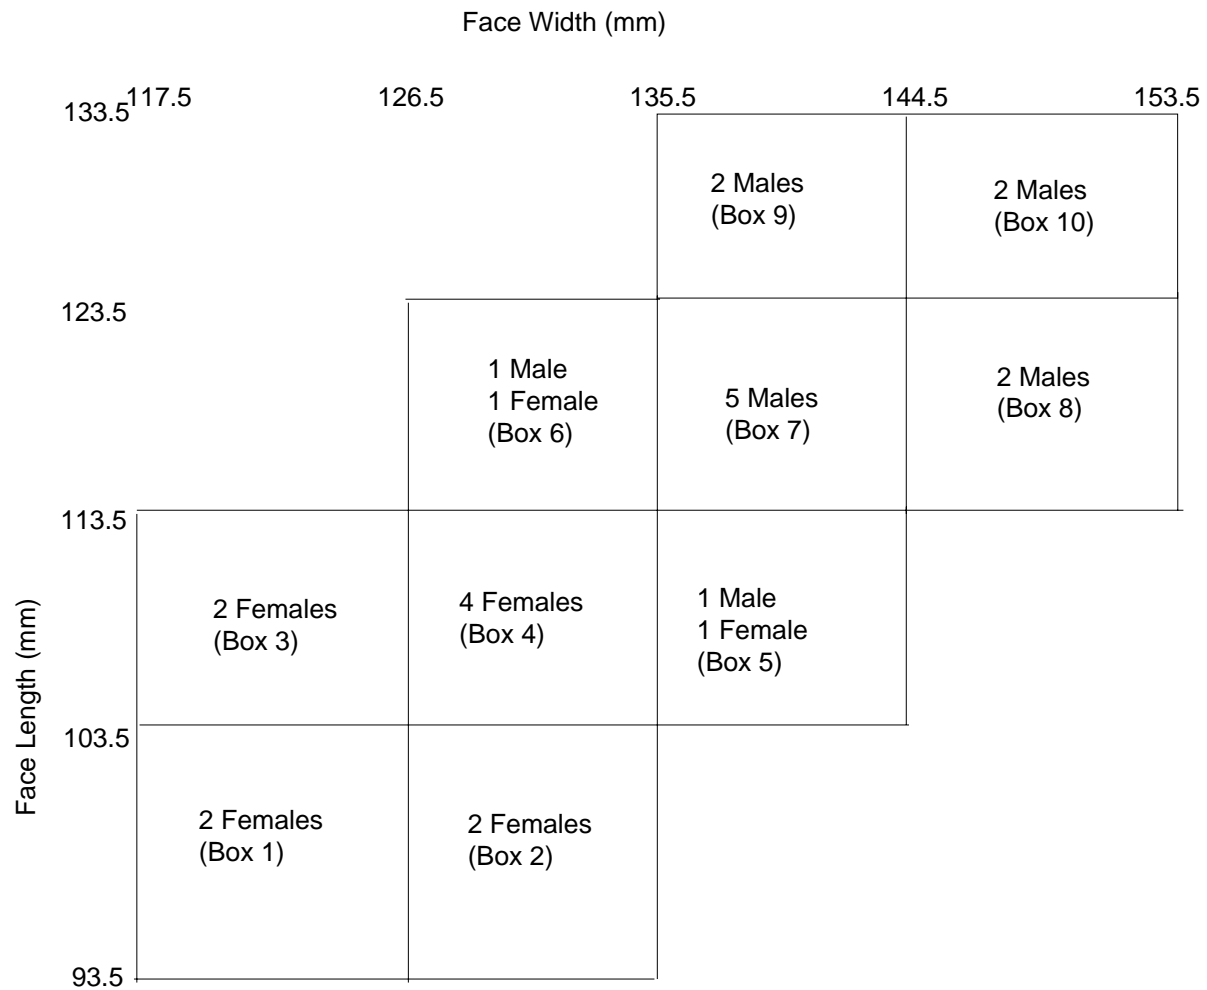 Face Width (mm)
117.5 126.5 135.5 144.5 153.5
133.5
2 Males
(Box 9)
2 Males
(Box 10)
123.5
1 Male
1 Female
(Box 6)
5 Males
(Box 7)
2 Males
(Box 8)
113.5
Face Length (mm)
2 Females
(Box 3)
4 Females
(Box 4)
1 Male
1 Female
(Box 5)
103.5
2 Females
(Box 1)
2 Females
(Box 2)
93.5